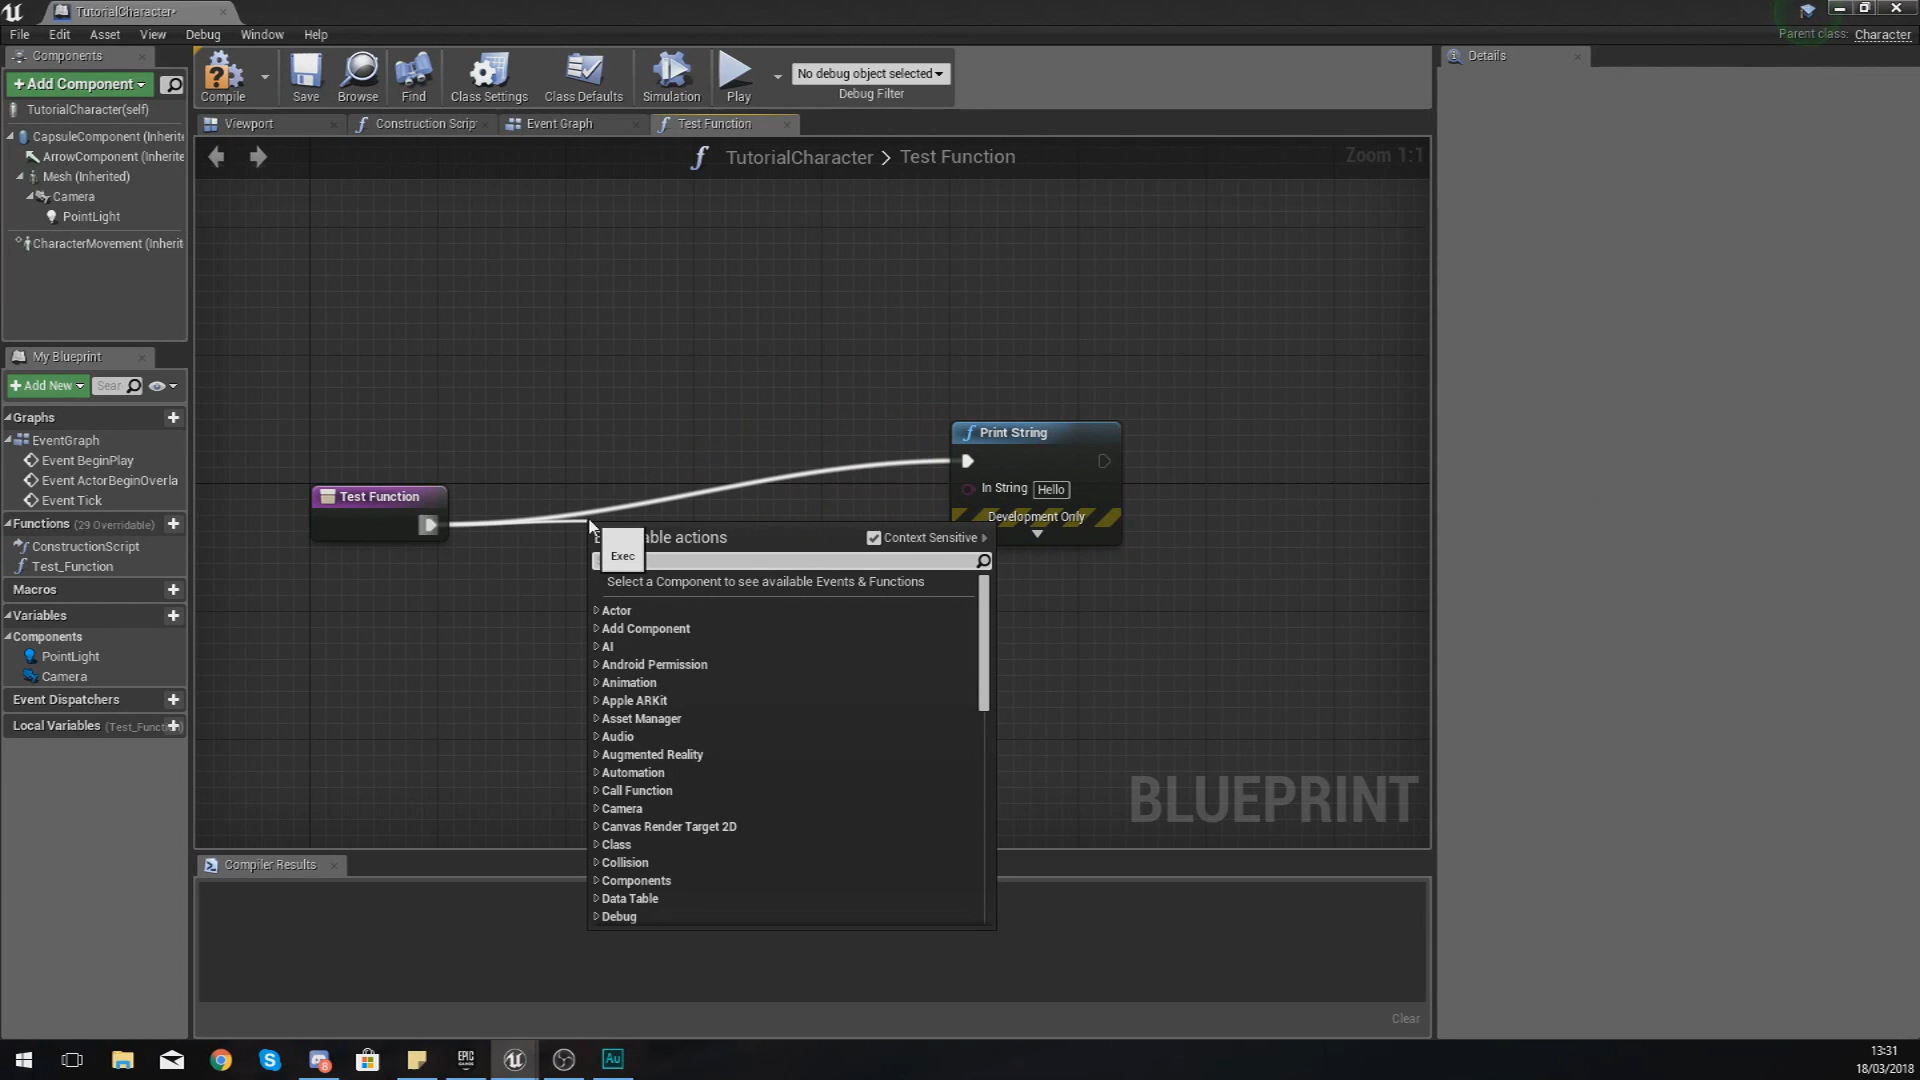 TutorialCharacter*
File Edit Asset View Debug Window Help
Parent class: Character
Components
+Add Component
TutorialCharacter(self)
CapsuleComponent (Inherite
ArrowComponent (Inherite
Mesh (Inherited)
Camera
PointLight
CharacterMovement (Inherit
Compile
Save
Browse
Find
Class Settings
Class Defaults
Simulation
Play
No debug object selected
Debug Filter
Details
Viewport
Construction Scrip
Event Graph
Test Function
TutorialCharacter > Test Function
Zoom 1:1
My Blueprint
+Add New
Sear
Graphs
EventGraph
Event BeginPlay
Event ActorBeginOverla
Event Tick
Functions (29 Overridable)
ConstructionScript
Test_Function
Macros
Variables
Components
PointLight
Camera
Event Dispatchers
Local Variables (Test_Functi
Test Function
Print String
In String Hello
Development Only
able actions
Context Sensitive
Exec
Select a Component to see available Events & Functions
Actor
Add Component
AI
Android Permission
Animation
Apple ARKit
Asset Manager
Audio
Augmented Reality
Automation
Call Function
Camera
Canvas Render Target 2D
Class
Collision
Components
Data Table
Debug
BLUEPRINT
Compiler Results
Clear
EPIC
GAMES
8
Au
13:31
18/03/2018